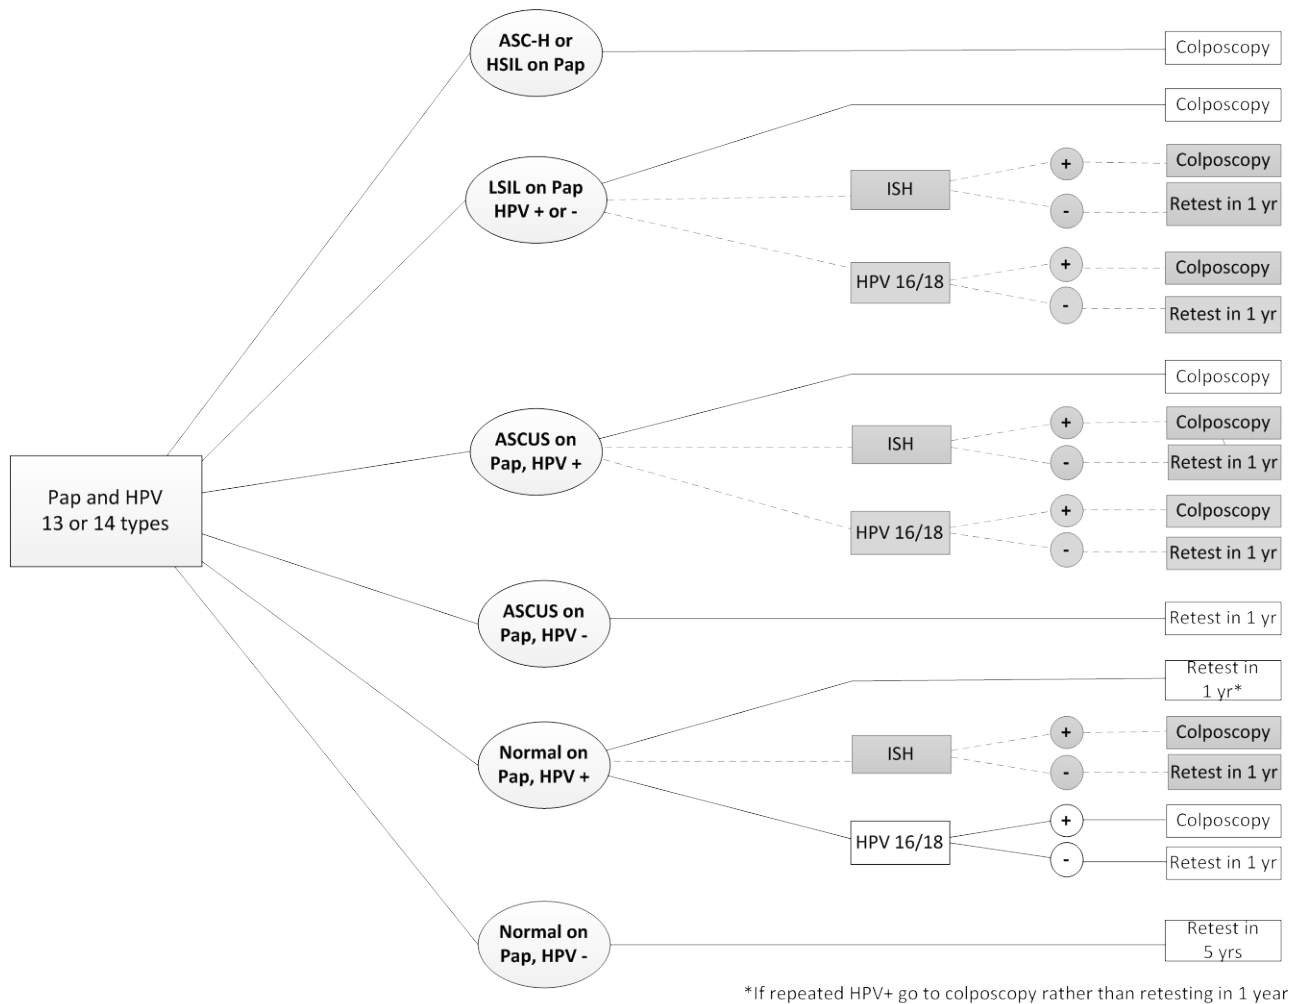 ASC-H or
HSIL on Pap
Colposcopy
Colposcopy
LSIL on Pap
HPV + or -
ISH
+
Colposcopy
-
Retest in 1 yr
HPV 16/18
+
Colposcopy
-
Retest in 1 yr
Colposcopy
ASCUS on
Pap, HPV +
ISH
+
Colposcopy
-
Retest in 1 yr
Pap and HPV
13 or 14 types
HPV 16/18
+
Colposcopy
-
Retest in 1 yr
ASCUS on
Pap, HPV -
Retest in 1 yr
Retest in
1 yr*
Normal on
Pap, HPV +
ISH
+
Colposcopy
-
Retest in 1 yr
HPV 16/18
+
Colposcopy
-
Retest in 1 yr
Normal on
Pap, HPV -
Retest in
5 yrs
*If repeated HPV+ go to colposcopy rather than retesting in 1 year